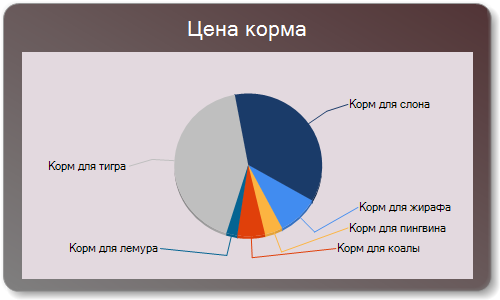 Цена корма
Корм для слона
Корм для тигра
Корм для жирафа
Корм для пингвина
Корм для лемура
Корм для коалы